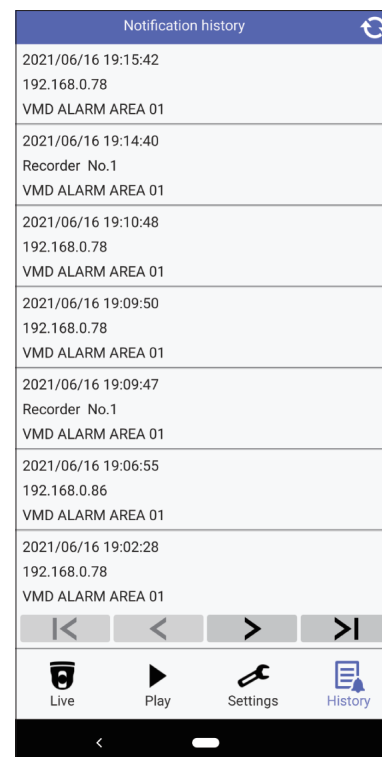 Notification history
2021/06/16 19:15:42
192.168.0.78
VMD ALARM AREA 01
2021/06/16 19:14:40
Recorder No.1
VMD ALARM AREA 01
2021/06/16 19:10:48
192.168.0.78
VMD ALARM AREA 01
2021/06/16 19:09:50
192.168.0.78
VMD ALARM AREA 01
2021/06/16 19:09:47
Recorder No.1
VMD ALARM AREA 01
2021/06/16 19:06:55
192.168.0.86
VMD ALARM AREA 01
2021/06/16 19:02:28
192.168.0.78
VMD ALARM AREA 01
Live Play Settings History